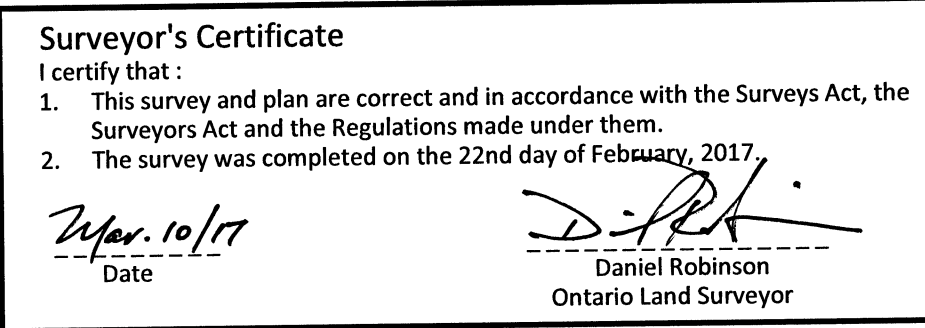 Surveyor's Certificate
I certify that :
1. This survey and plan are correct and in accordance with the Surveys Act, the
Surveyors Act and the Regulations made under them.
2. The survey was completed on the 22nd day of February, 2017.
Mar. 10/17
Date
Daniel Robinson
Ontario Land Surveyor